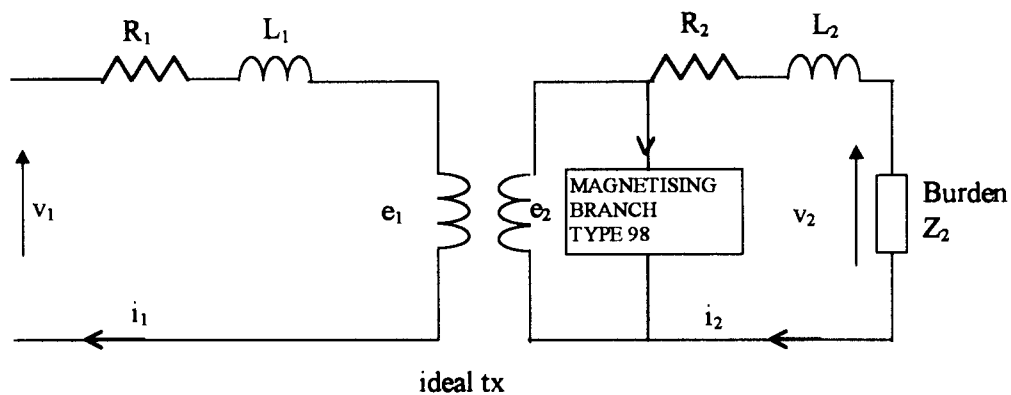 R₁
L₁
R₂
L₂
v₁
e₁
e₂
MAGNETISING
BRANCH
TYPE 98
v₂
Burden
Z₂
i₁
i₂
ideal tx